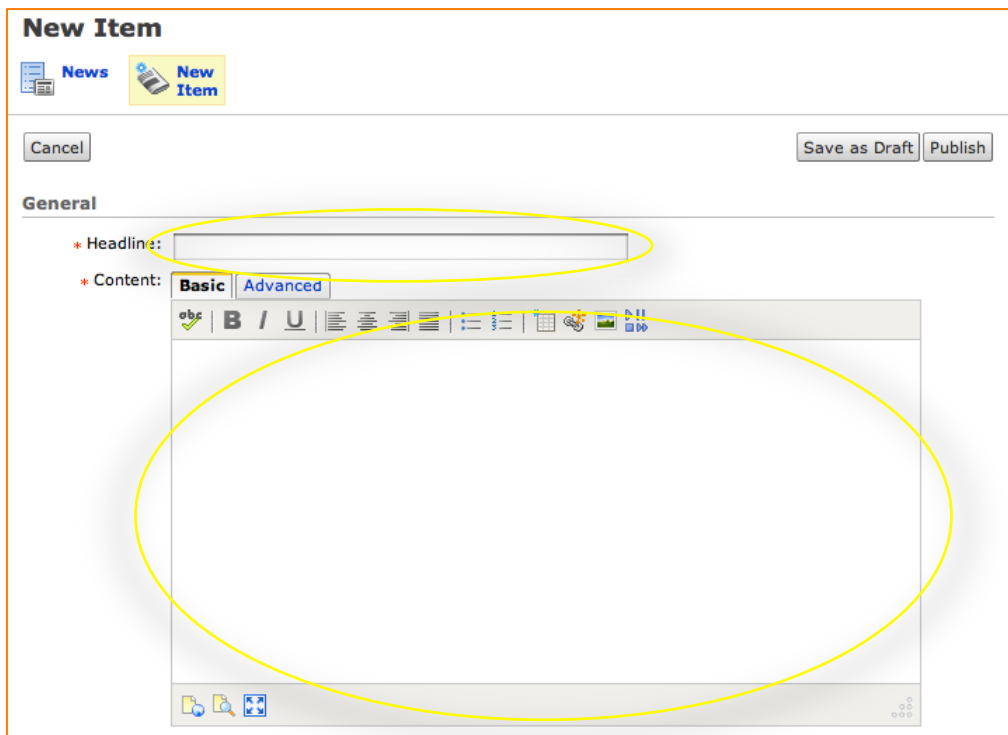 New Item
News
New
Item
Cancel
Save as Draft Publish
General
* Headline:
* Content:
Basic Advanced
abc B I U